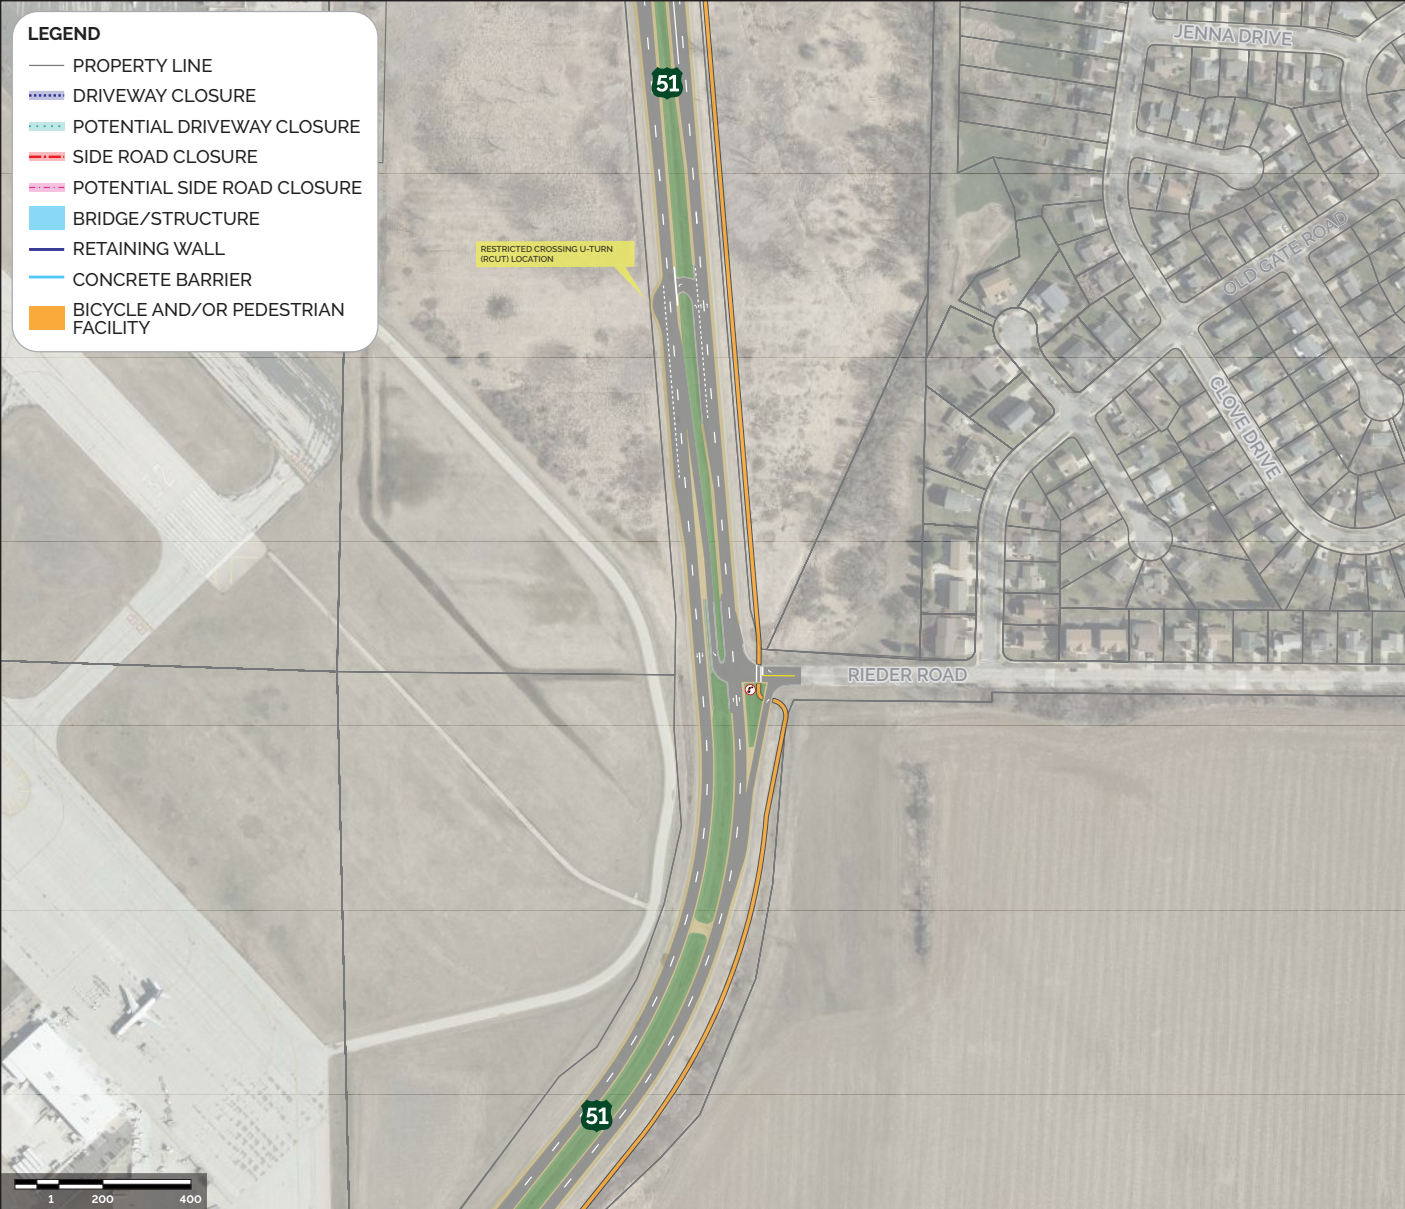 LEGEND
PROPERTY LINE
DRIVEWAY CLOSURE
POTENTIAL DRIVEWAY CLOSURE
SIDE ROAD CLOSURE
POTENTIAL SIDE ROAD CLOSURE
BRIDGE/STRUCTURE
RETAINING WALL
CONCRETE BARRIER
BICYCLE AND/OR PEDESTRIAN
FACILITY
51
JENNA DRIVE
OLD GATE ROAD
RESTRICTED CROSSING U-TURN
(RCUT) LOCATION
CLOVE DRIVE
32
RIEDER ROAD
51
1 200 400